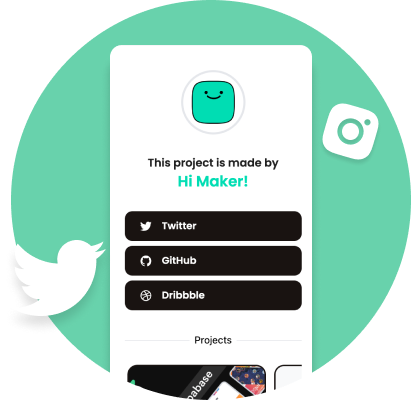 This project is made by
Hi Maker!
Twitter
GitHub
Dribbble
Projects